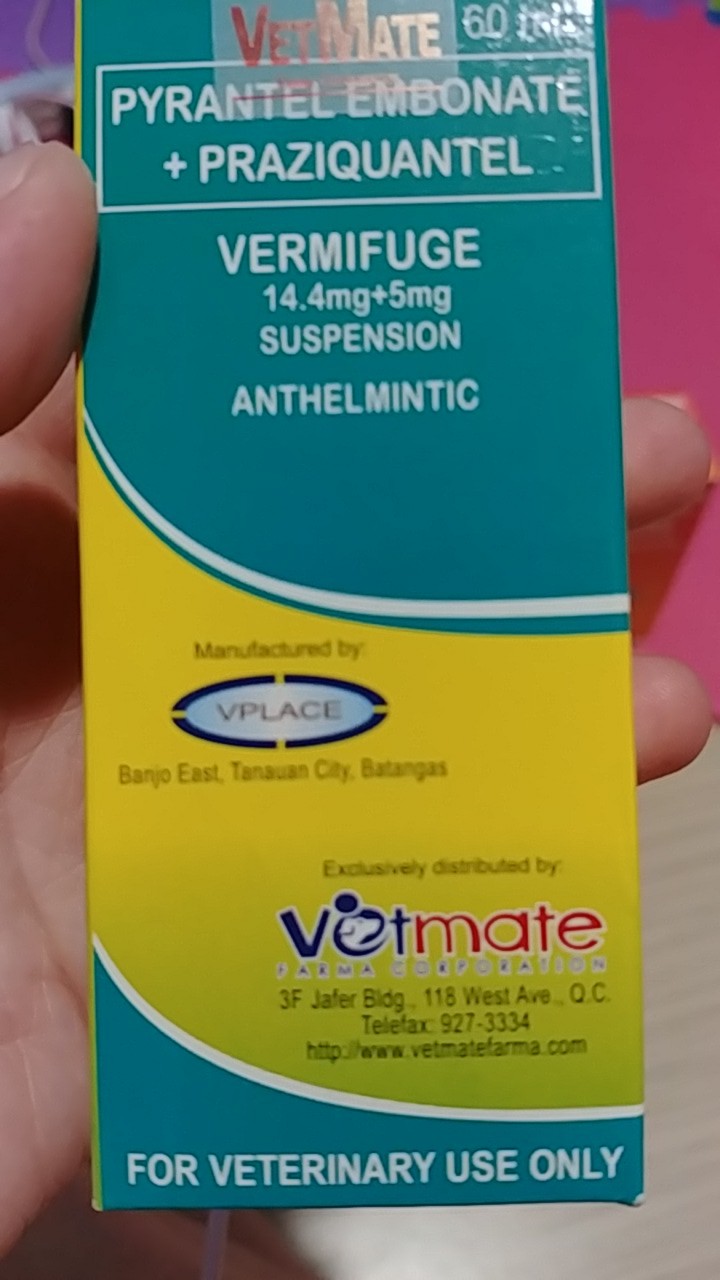 VETMATE 60
PYRANTEL EMBONATE
+ PRAZIQUANTEL
VERMIFUGE
14.4mg+5mg
SUSPENSION
ANTHELMINTIC
Manufactured by:
VPLACE
Banjo East, Tanauan City, Batangas
Exclusively distributed by:
vetmate
FARMA CORPORATION
3F Jafer Bldg., 118 West Ave., Q.C.
Telefax: 927-3334
http://www.vetmatefarma.com
FOR VETERINARY USE ONLY